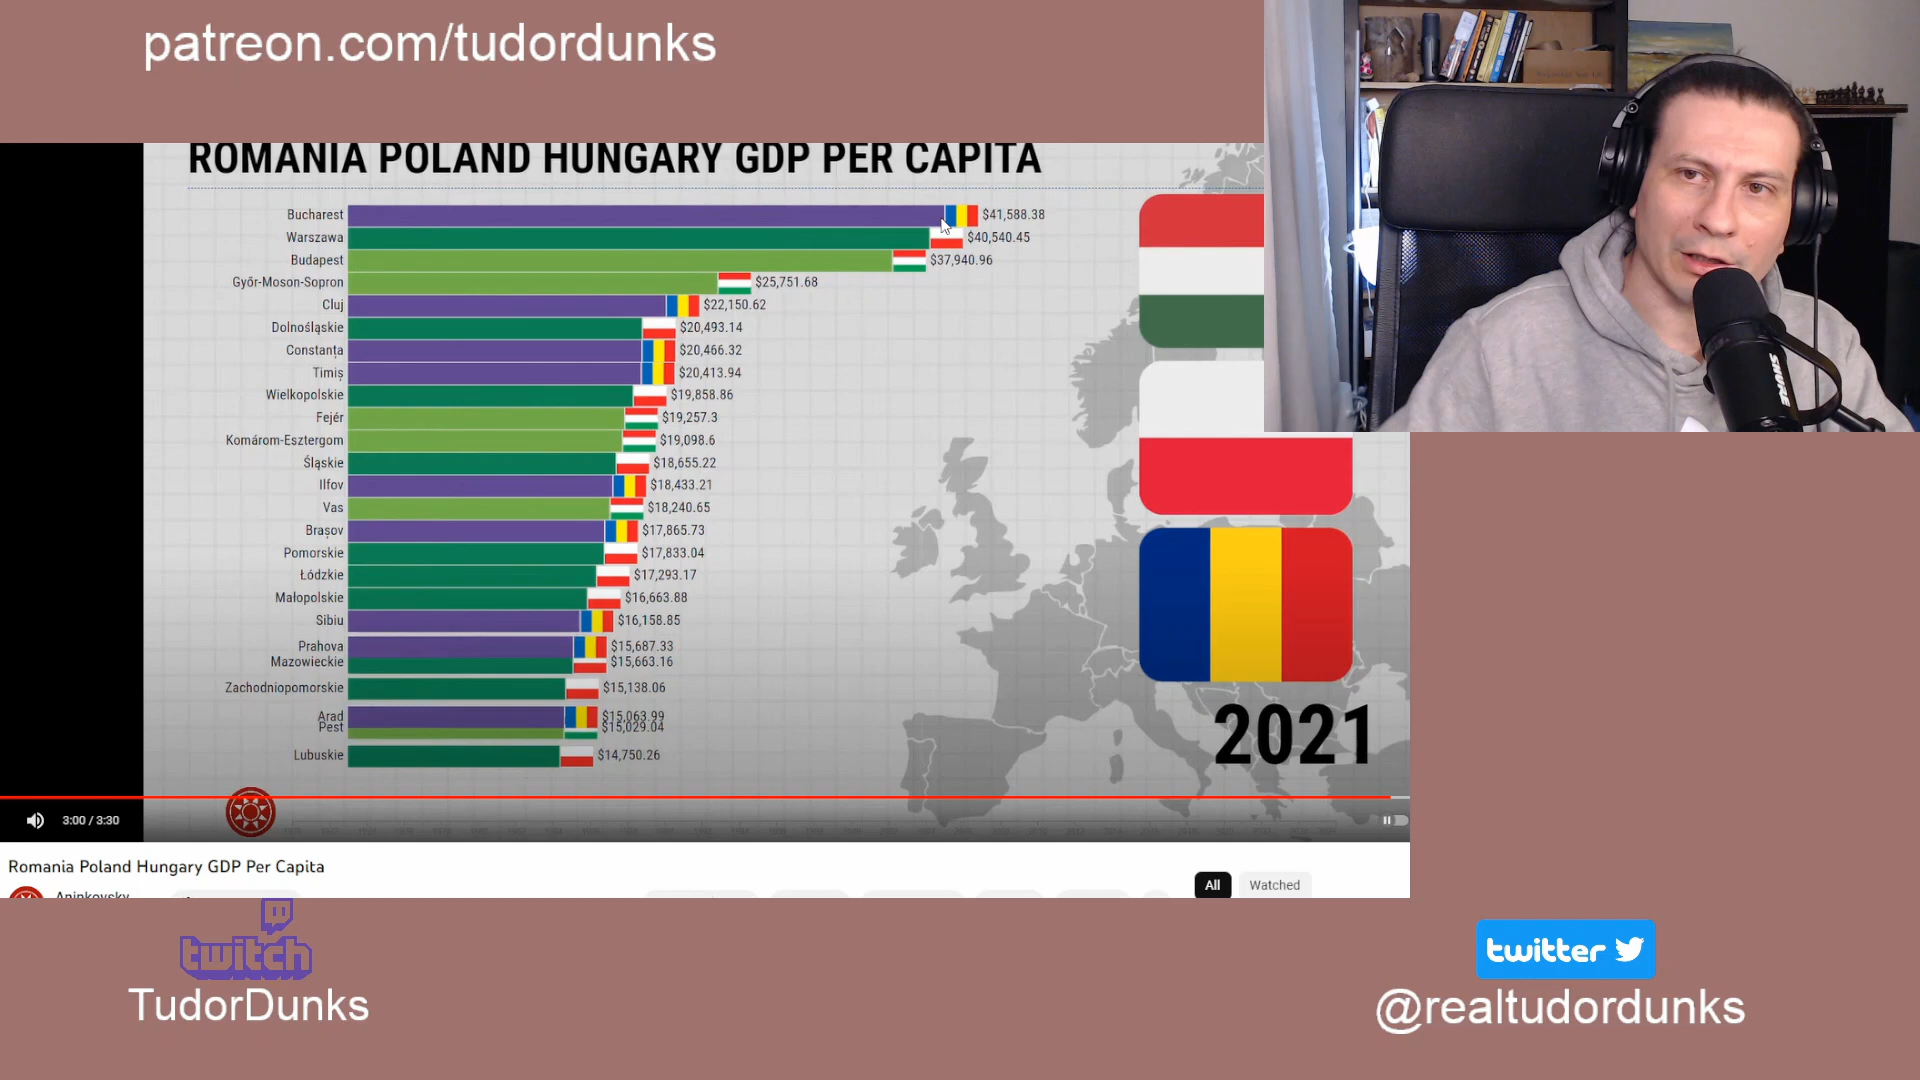 patreon.com/tudordunks
ROMANIA POLAND HUNGARY GDP PER CAPITA
Bucharest $41,588.38
Warszawa $40,540.45
Budapest $37,940.96
Győr-Moson-Sopron $25,751.68
Cluj $22,150.62
Dolnośląskie $20,493.14
Constanța $20,466.32
Timiș $20,413.94
Wielkopolskie $19,858.86
Fejér $19,257.3
Komárom-Esztergom $19,098.6
Śląskie $18,655.22
Ilfov $18,433.21
Vas $18,240.65
Brașov $17,865.73
Pomorskie $17,833.04
Łódzkie $17,293.17
Małopolskie $16,663.88
Sibiu $16,158.85
Prahova $15,687.33
Mazowieckie $15,663.16
Zachodniopomorskie $15,138.06
Arad $15,063.99
Pest $15,029.04
Lubuskie $14,750.26
2021
SHURE
3:00 / 3:30
Romania Poland Hungary GDP Per Capita
Aninkovsky
All
Watched
twitch
TudorDunks
twitter
@realtudordunks